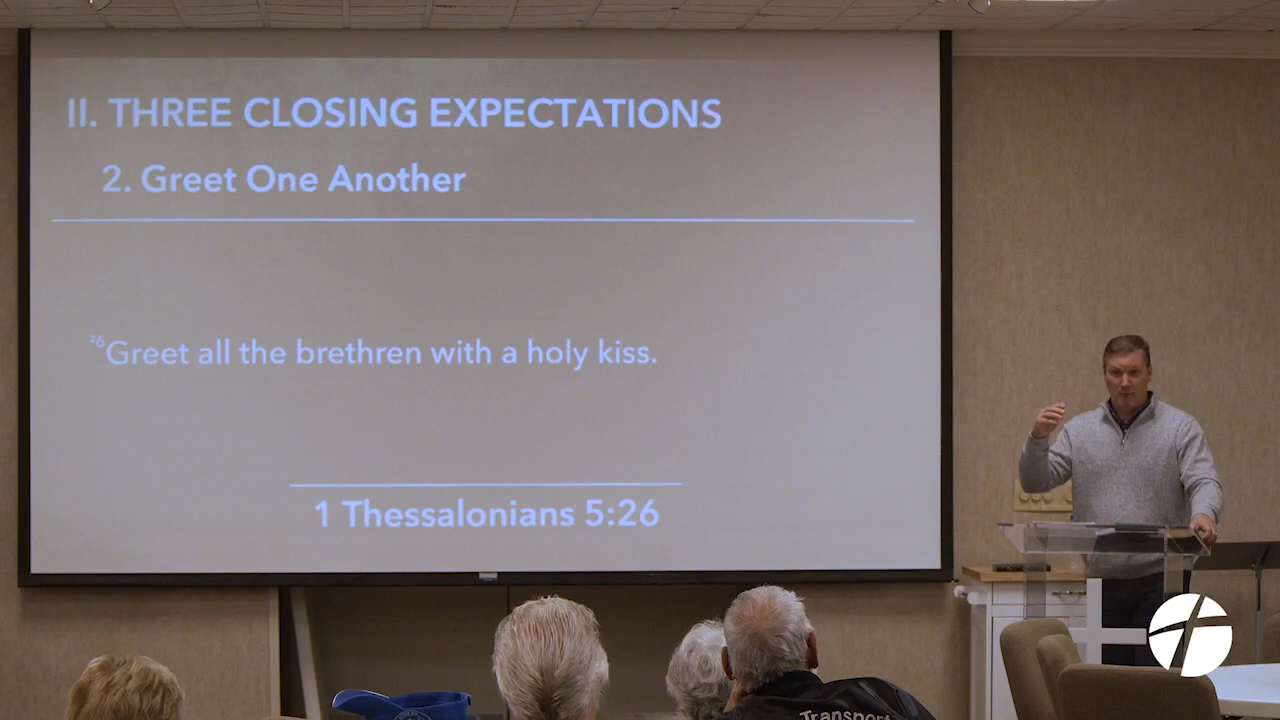 II. THREE CLOSING EXPECTATIONS
2. Greet One Another
26Greet all the brethren with a holy kiss.
1 Thessalonians 5:26
Transport